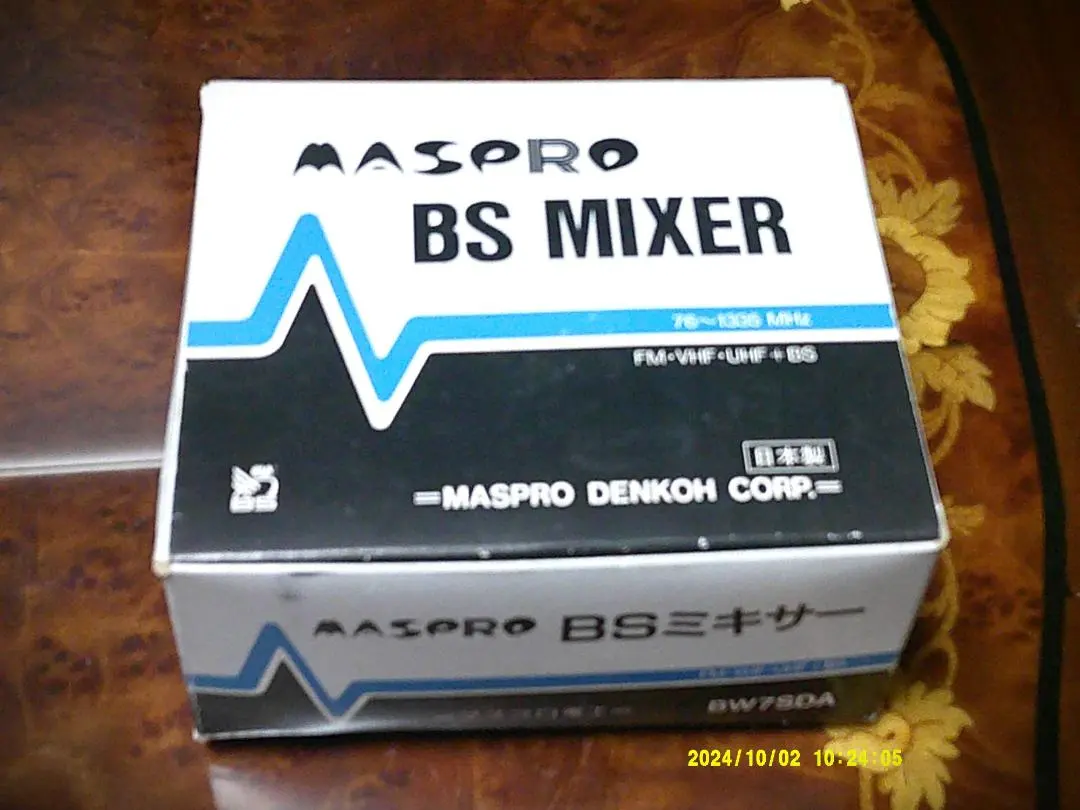 MASPRO
BS MIXER
76～1335 MHz
FM・VHF・UHF+BS
日本製
BS
=MASPRO DENKOH CORP.=
MASPRO BSミキサー
BW7SDA
2024/10/02 10:24:05